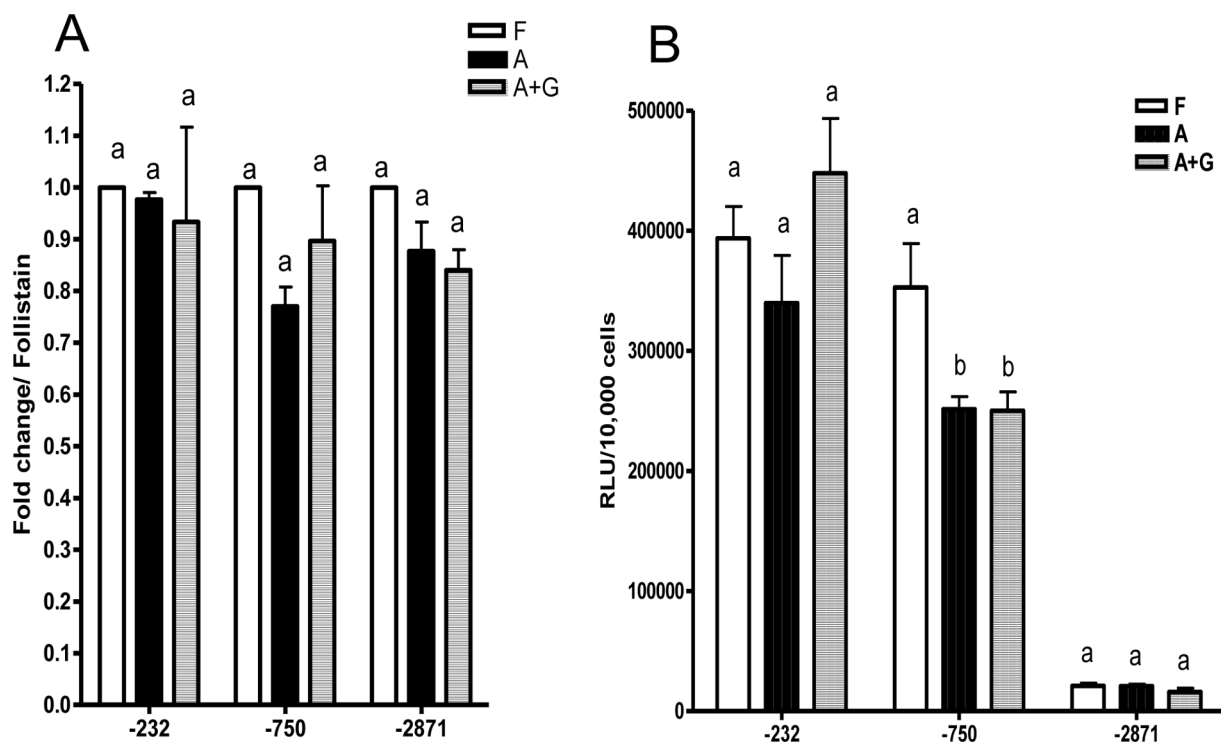 A
F
A
A+G
Fold change/ Follistain
1.2
1.1
1.0
0.9
0.8
0.7
0.6
0.5
0.4
0.3
0.2
0.1
0.0
a a a
a a a
a a a
-232 -750 -2871
B
F
A
A+G
RLU/10,000 cells
500000
400000
300000
200000
100000
0
a a a
a b b
a a a
-232 -750 -2871